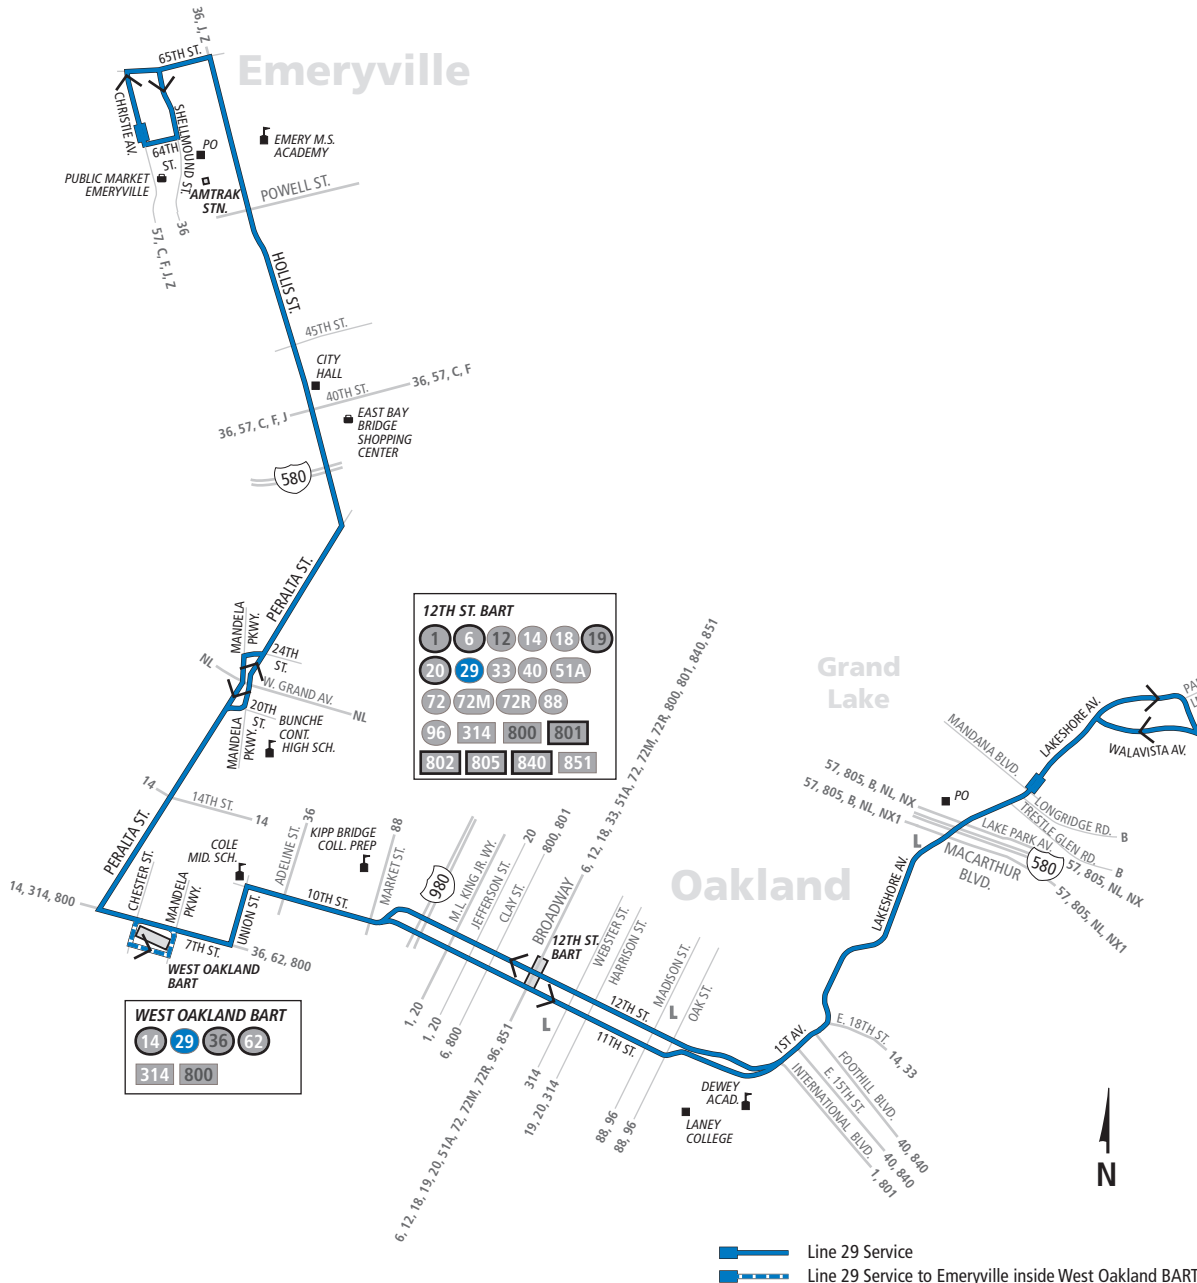 36, J, Z
65TH ST.
Emeryville
CHRISTIE AV.
SHELLMOUND ST.
64TH
ST.
PO
EMERY M.S.
ACADEMY
PUBLIC MARKET
EMERYVILLE
AMTRAK
STN.
POWELL ST.
36
57, C, F, J, Z
HOLLIS ST.
45TH ST.
CITY
HALL
40TH ST.
36, 57, C, F
36, 57, C, F, J
EAST BAY
BRIDGE
SHOPPING
CENTER
580
PERALTA ST.
MANDELA
PKWY.
24TH
ST.
NL
W. GRAND AV.
NL
20TH
ST.
MANDELA
PKWY.
BUNCHE
CONT.
HIGH SCH.
14
14TH ST.
14
PERALTA ST.
12TH ST. BART
1 6 12 14 18 19
20 29 33 40 51A
72 72M 72R 88
96 314 800 801
802 805 840 851
6, 12, 18, 33, 51A, 72, 72M, 72R, 800, 801, 840, 851
Grand
Lake
LAKESHORE AV.
WALAVISTA AV.
MANDANA BLVD.
LONGRIDGE RD.
B
TRESTLE GLEN RD.
B
PO
57, 805, B, NL, NX
57, 805, B, NL, NX1
LAKE PARK AV.
580
MACARTHUR
BLVD.
57, 805, NL, NX
57, 805, NL, NX1
L
LAKESHORE AV.
Oakland
COLE
MID. SCH.
ADELINE ST.
36
KIPP BRIDGE
COLL. PREP
MARKET ST.
88
980
M.L. KING JR. WY.
JEFFERSON ST.
20
CLAY ST.
800, 801
BROADWAY
12TH ST.
BART
WEBSTER ST.
HARRISON ST.
MADISON ST.
OAK ST.
L
14, 314, 800
CHESTER ST.
MANDELA
PKWY.
UNION ST.
10TH ST.
7TH ST.
36, 62, 800
WEST OAKLAND
BART
12TH ST.
11TH ST.
L
1, 20
1, 20
6, 800
6, 12, 18, 19, 20, 51A, 72, 72M, 72R, 96, 851
314
19, 20, 314
88, 96
88, 96
WEST OAKLAND BART
14 29 36 62
314 800
1ST AV.
E. 18TH ST.
14, 33
FOOTHILL BLVD.
40, 840
E. 15TH ST.
40, 840
INTERNATIONAL BLVD.
1, 801
DEWEY
ACAD.
LANEY
COLLEGE
N
Line 29 Service
Line 29 Service to Emeryville inside West Oakland BART